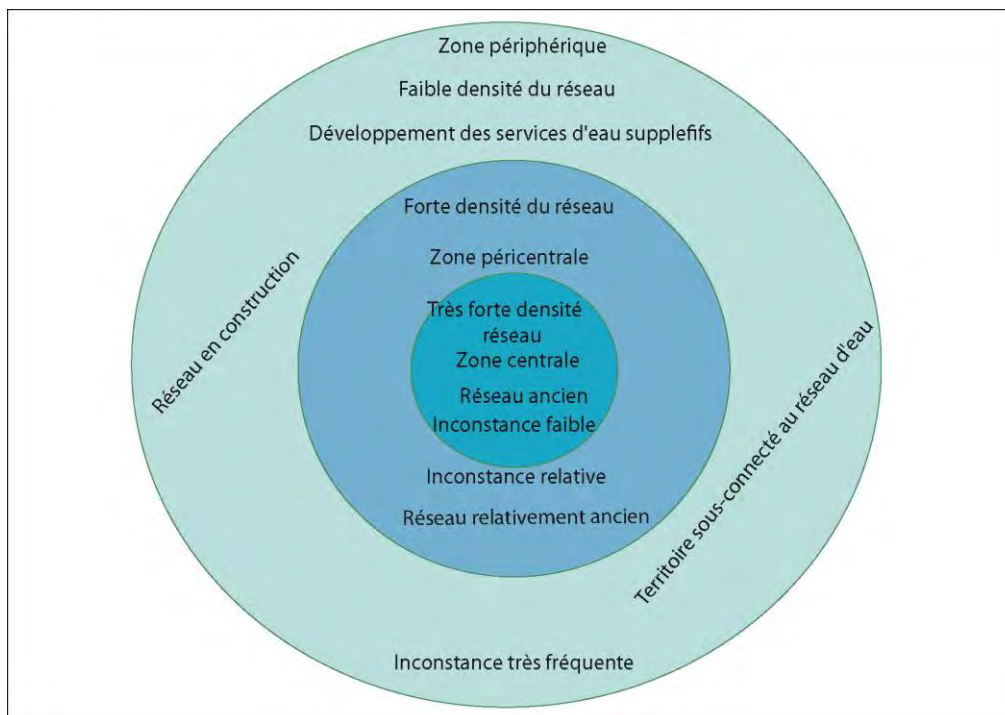 Zone périphérique
Faible densité du réseau
Développement des services d'eau supplefifs
Forte densité du réseau
Zone péricentrale
Très forte densité
réseau
Zone centrale
Réseau ancien
Inconstance faible
Inconstance relative
Réseau relativement ancien
Réseau en construction
Territoire sous-connecté au réseau d'eau
Inconstance très fréquente